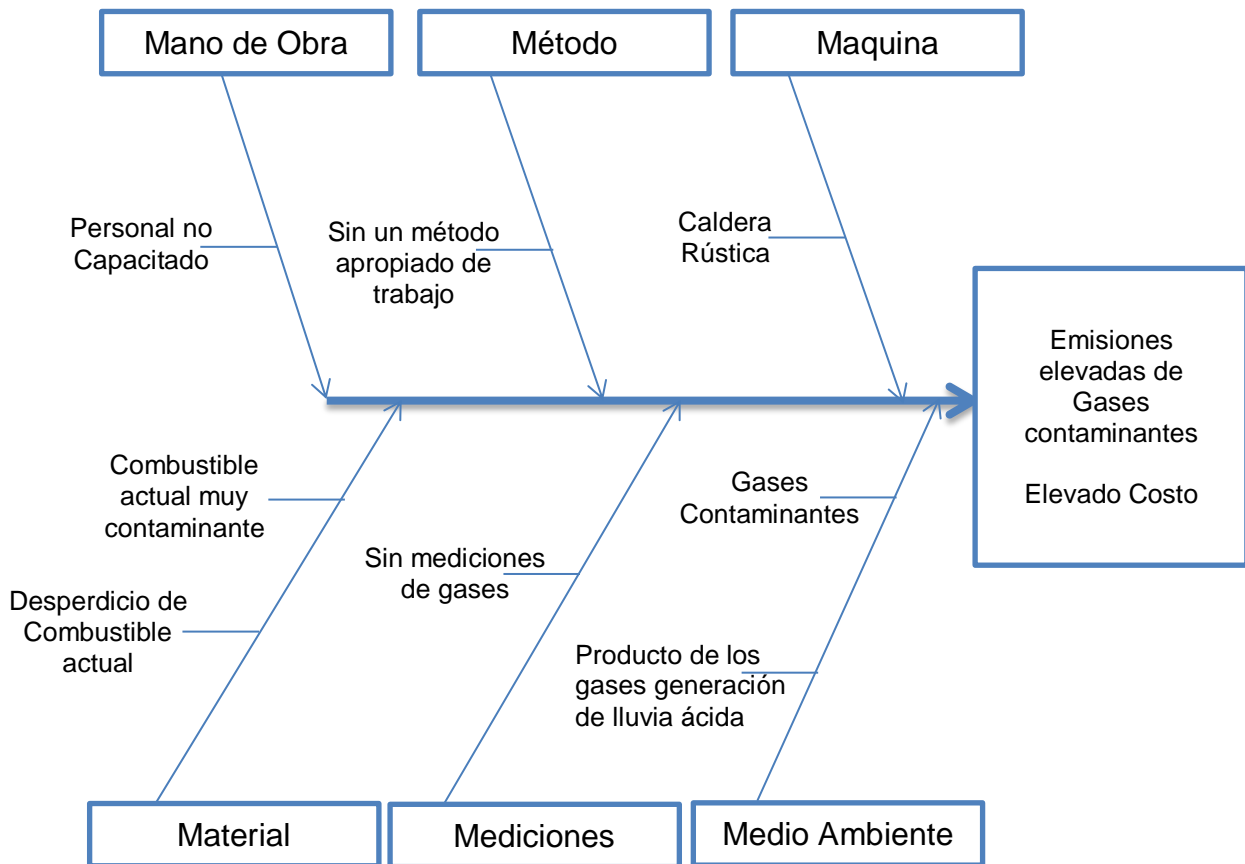 Mano de Obra
Método
Maquina
Personal no
Capacitado
Sin un método
apropiado de
trabajo
Caldera
Rústica
Emisiones
elevadas de
Gases
contaminantes
Elevado Costo
Combustible
actual muy
contaminante
Desperdicio de
Combustible
actual
Sin mediciones
de gases
Gases
Contaminantes
Producto de los
gases generación
de lluvia ácida
Material
Mediciones
Medio Ambiente